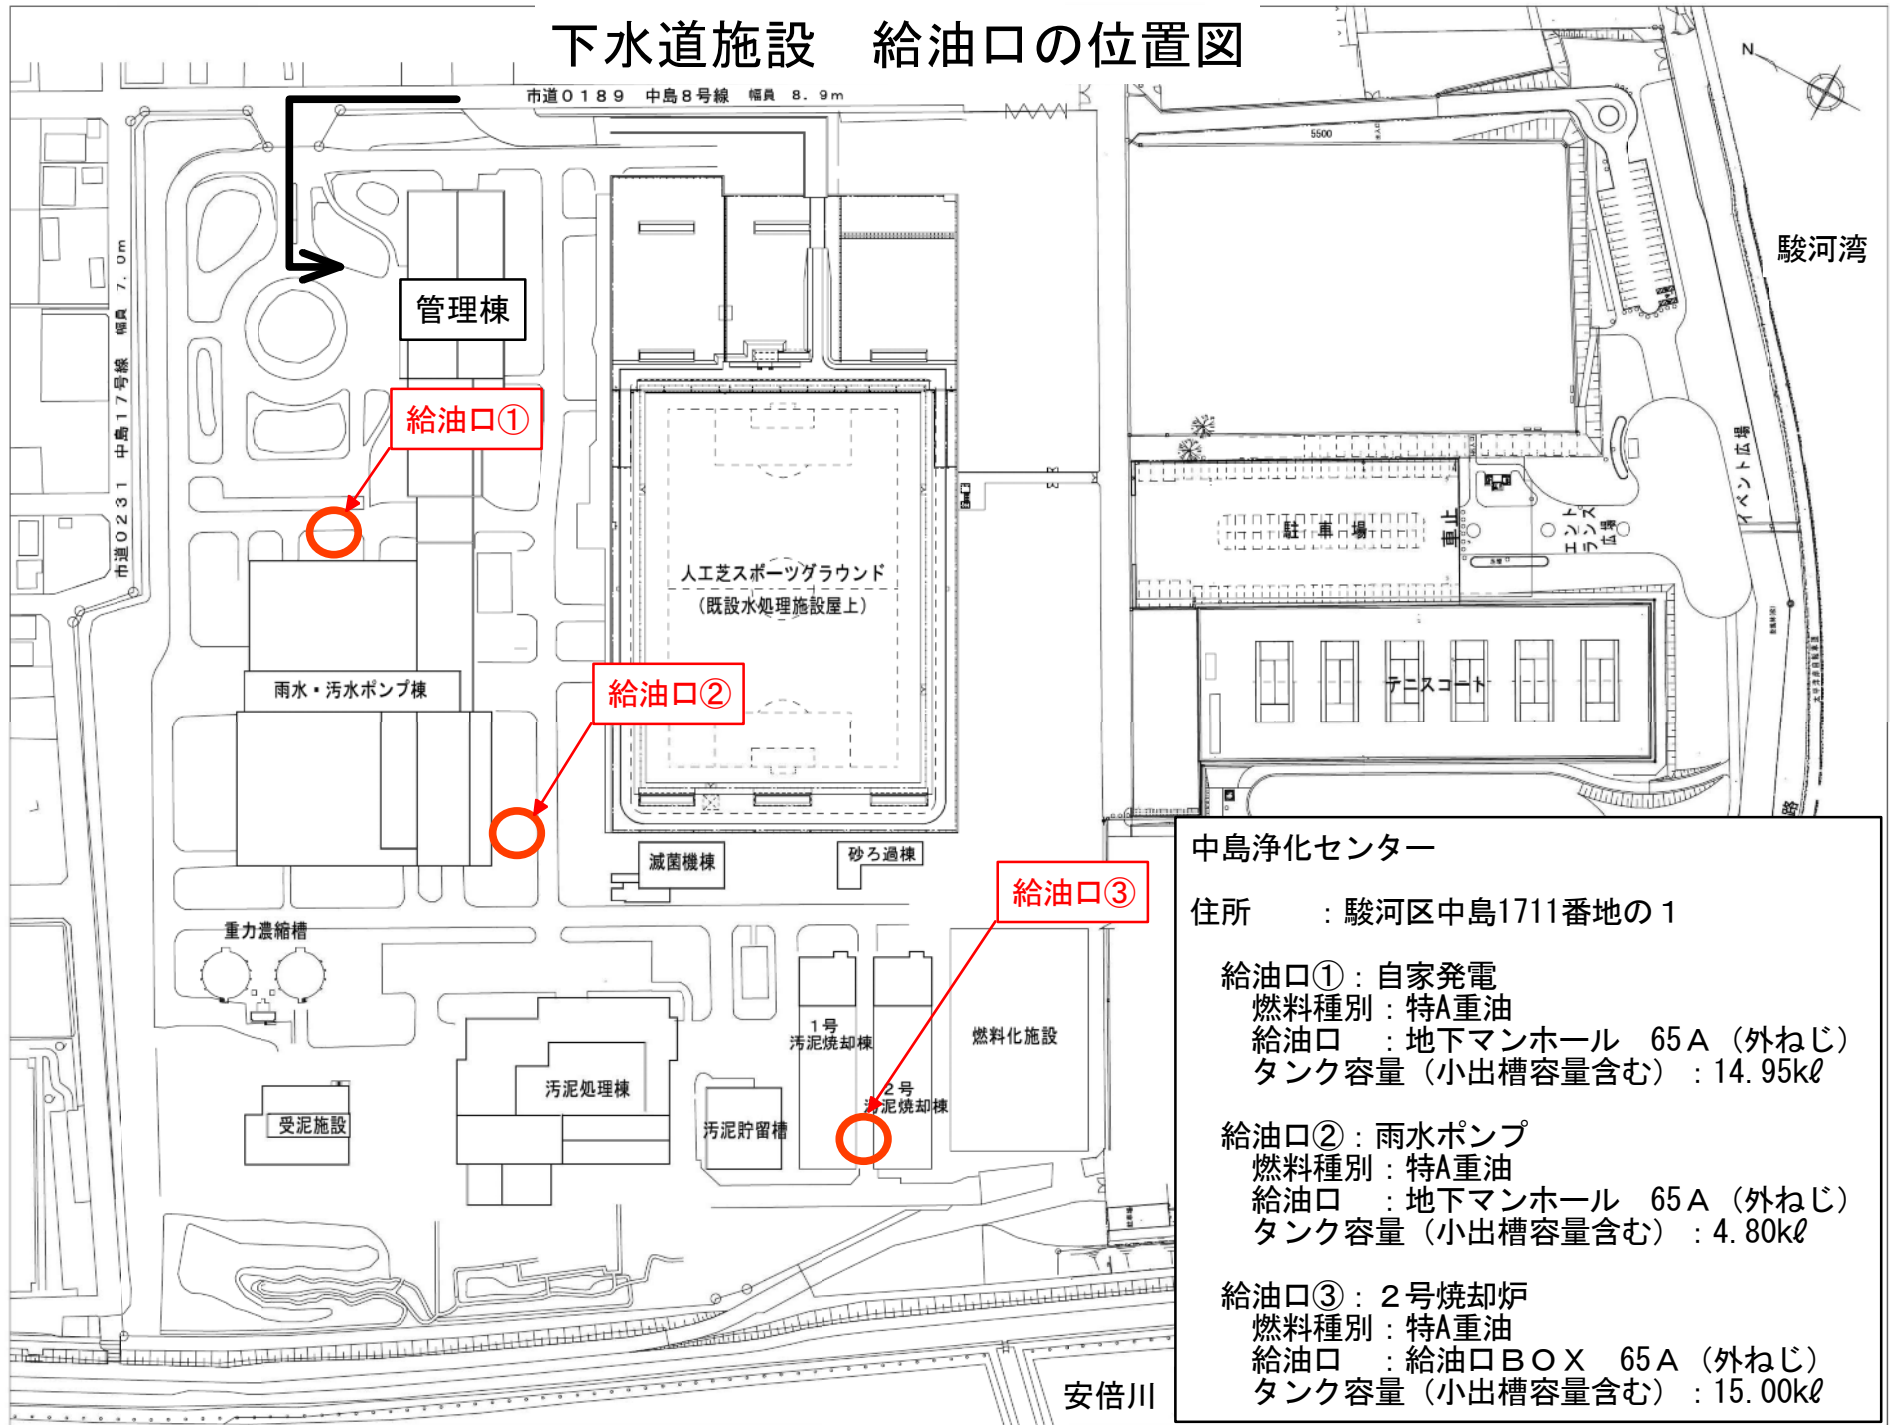 下水道施設　給油口の位置図
市道０１８９　中島８号線　幅員　８．９ｍ
N
5500
駿河湾
市道０２３１　中島１７号線　幅員　７．０ｍ
管理棟
給油口①
イベント広場
駐車場
車止
エントランス広場
人工芝スポーツグラウンド
（既設水処理施設屋上）
給油口②
雨水・汚水ポンプ棟
テニスコート
滅菌機棟
砂ろ過棟
給油口③
重力濃縮槽
１号
汚泥焼却棟
燃料化施設
汚泥処理棟
２号
汚泥焼却棟
受泥施設
汚泥貯留槽
路
安倍川
中島浄化センター
住所　　：駿河区中島1711番地の１
給油口①：自家発電
燃料種別：特A重油
給油口　：地下マンホール　65Ａ（外ねじ）
タンク容量（小出槽容量含む）：14.95kℓ
給油口②：雨水ポンプ
燃料種別：特A重油
給油口　：地下マンホール　65Ａ（外ねじ）
タンク容量（小出槽容量含む）：4.80kℓ
給油口③：２号焼却炉
燃料種別：特A重油
給油口　：給油口ＢＯＸ　65Ａ（外ねじ）
タンク容量（小出槽容量含む）：15.00kℓ